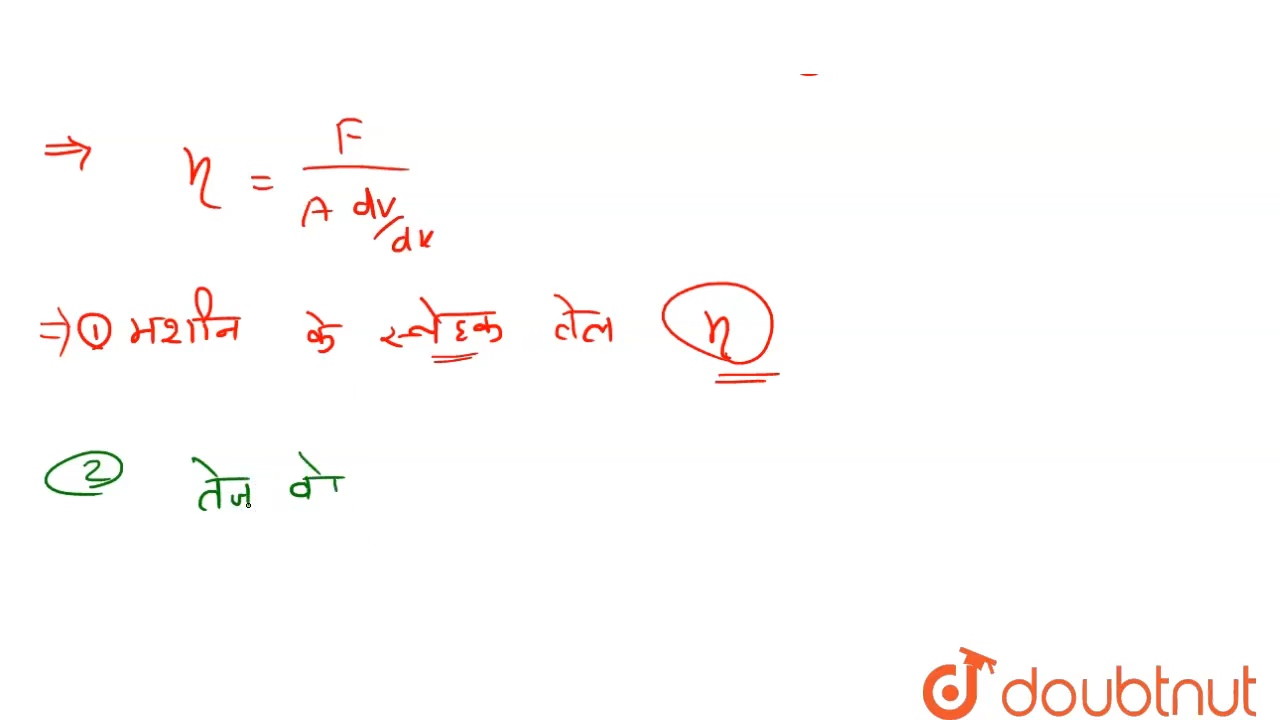 ⇒ η = F / A dv/dx
⇒ ① मशीन के स्नेहक तेल η
② तेज वे
doubtnut